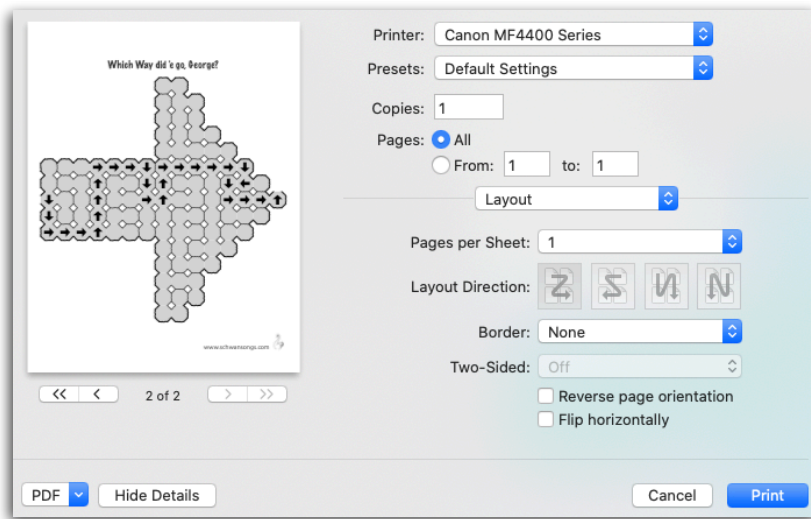 Which Way did 'e go, George?
www.schwansongs.com
<< < 2 of 2 > >>
Printer: Canon MF4400 Series
Presets: Default Settings
Copies: 1
Pages: All
From: 1 to: 1
Layout
Pages per Sheet: 1
Layout Direction:
Border: None
Two-Sided: Off
Reverse page orientation
Flip horizontally
PDF Hide Details Cancel Print